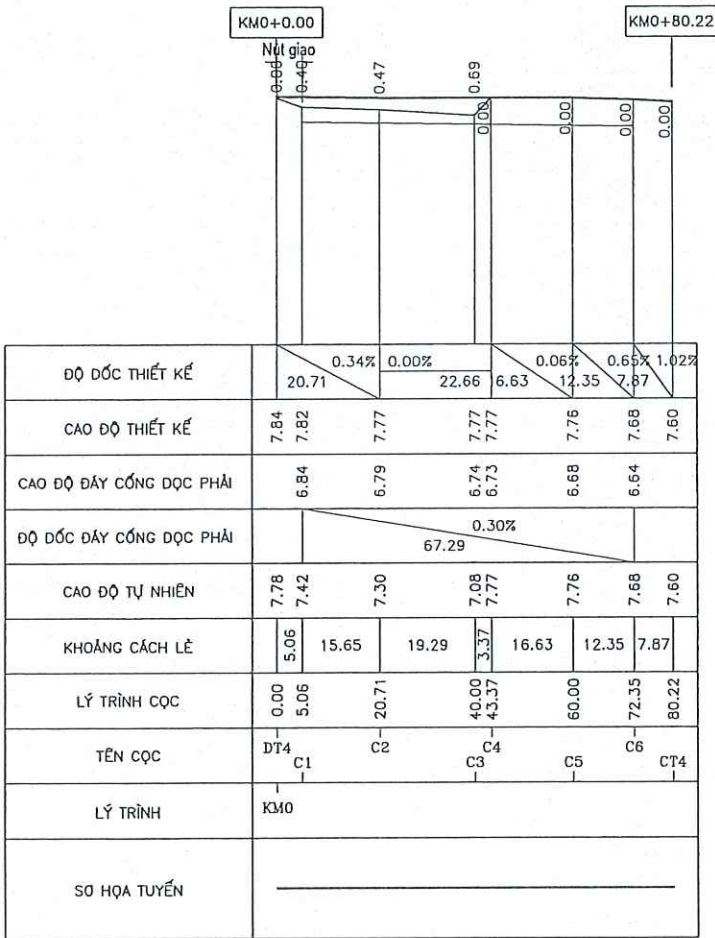 KM0+0.00 KM0+80.22
Nút giao
0.00 0.40 0.47 0.69 0.00 0.00 0.00 0.00
ĐỘ DỐC THIẾT KẾ 0.34% 0.00% 0.06% 0.65% 1.02%
20.71 22.66 6.63 12.35 7.87
CAO ĐỘ THIẾT KẾ 7.84 7.82 7.77 7.77 7.77 7.76 7.68 7.60
CAO ĐỘ ĐÁY CỐNG DỌC PHẢI 6.84 6.79 6.74 6.73 6.68 6.64
ĐỘ DỐC ĐÁY CỐNG DỌC PHẢI 0.30%
67.29
CAO ĐỘ TỰ NHIÊN 7.78 7.42 7.30 7.08 7.77 7.76 7.68 7.60
KHOẢNG CÁCH LẺ 5.06 15.65 19.29 3.37 16.63 12.35 7.87
LÝ TRÌNH CỌC 0.00 5.06 20.71 40.00 43.37 60.00 72.35 80.22
TÊN CỌC DT4 C2 C4 C6
C1 C3 C5 CT4
LÝ TRÌNH KM0
SƠ HỌA TUYẾN